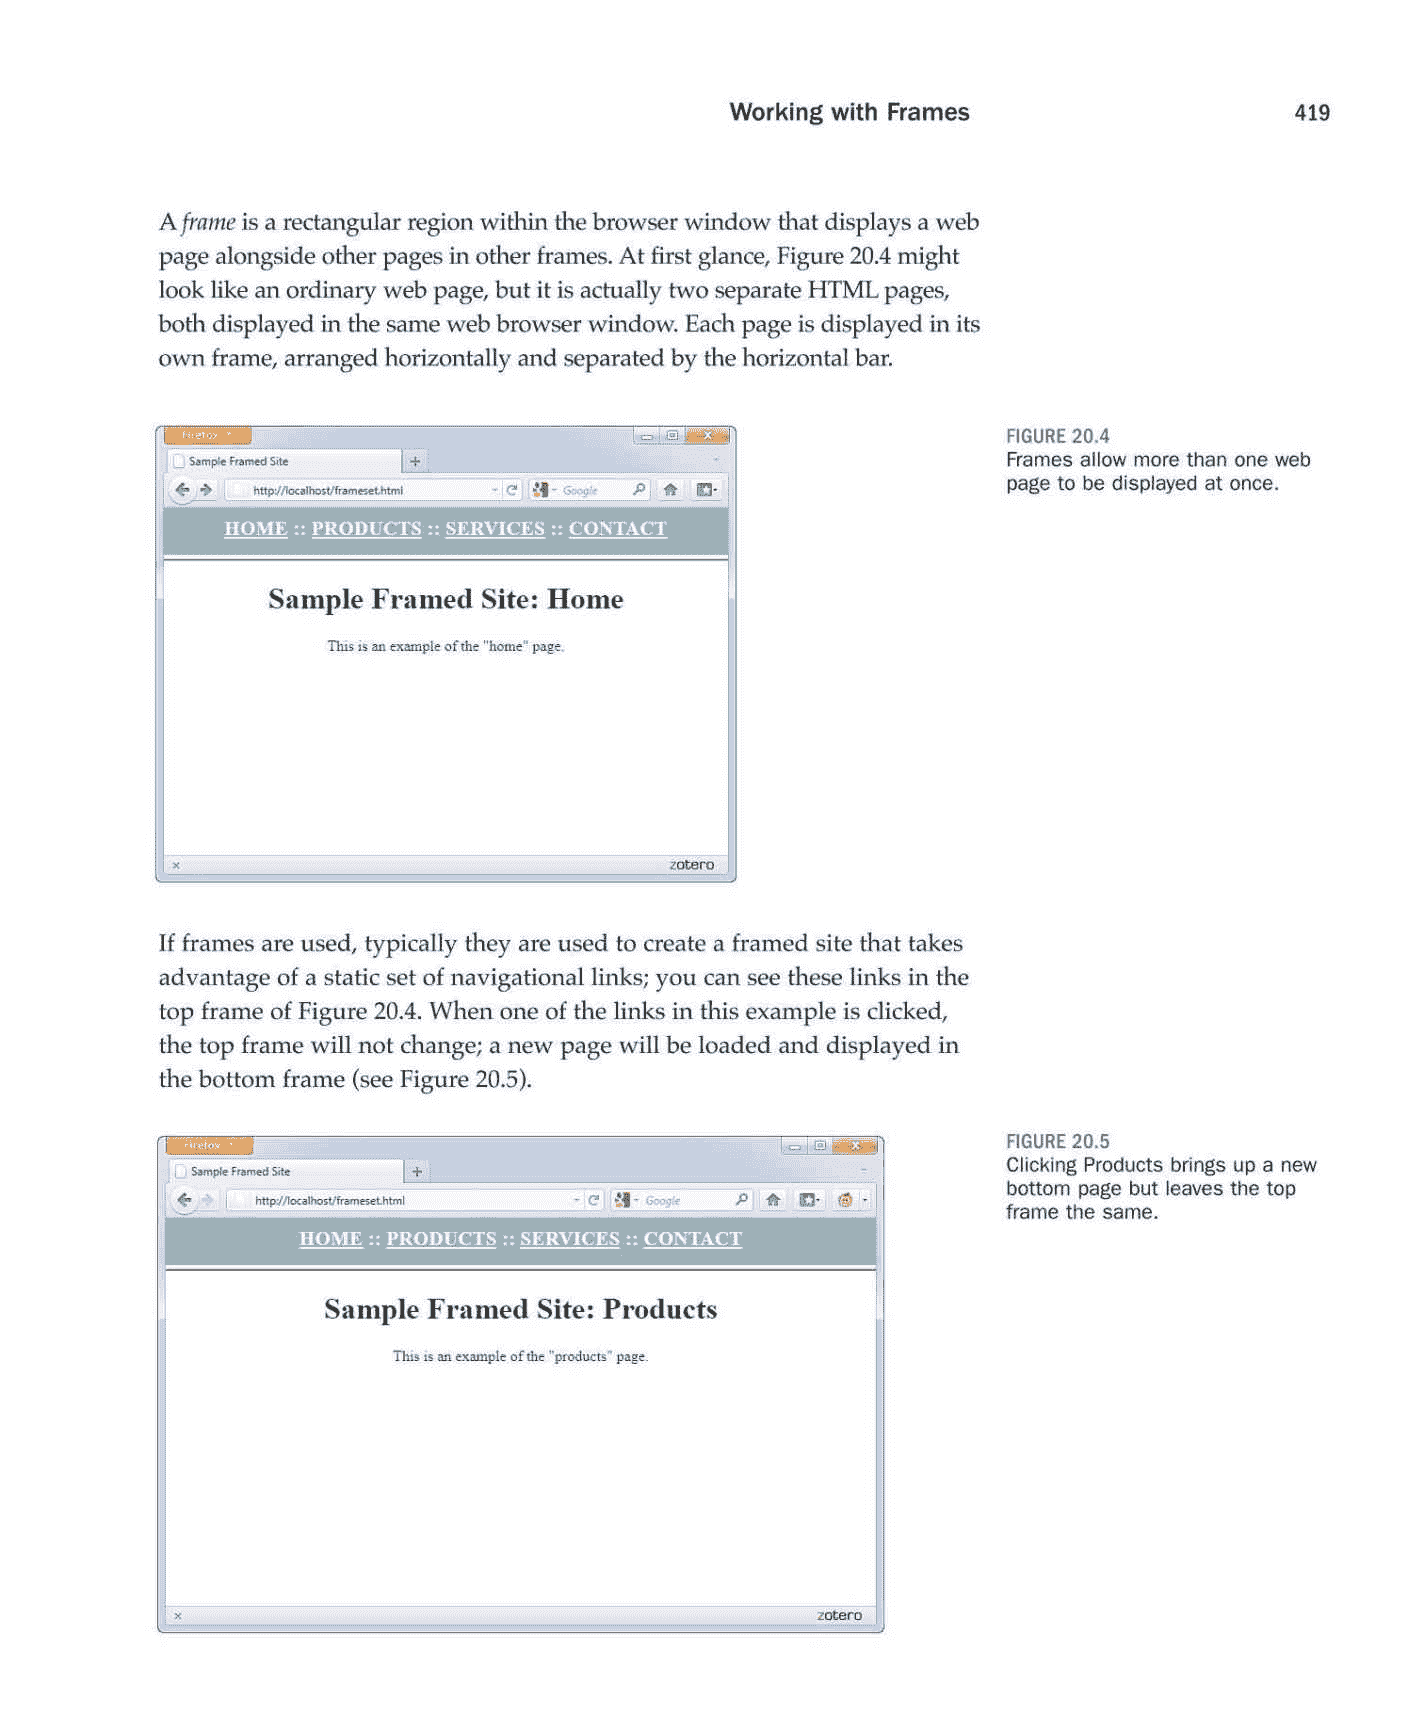 Working with Frames 419
A frame is a rectangular region within the browser window that displays a web
page alongside other pages in other frames. At first glance, Figure 20.4 might
look like an ordinary web page, but it is actually two separate HTML pages,
both displayed in the same web browser window. Each page is displayed in its
own frame, arranged horizontally and separated by the horizontal bar.
Firefox
Sample Framed Site
http://localhost/frameset.html Google
HOME :: PRODUCTS :: SERVICES :: CONTACT
Sample Framed Site: Home
This is an example of the "home" page.
x zotero
FIGURE 20.4
Frames allow more than one web
page to be displayed at once.
If frames are used, typically they are used to create a framed site that takes
advantage of a static set of navigational links; you can see these links in the
top frame of Figure 20.4. When one of the links in this example is clicked,
the top frame will not change; a new page will be loaded and displayed in
the bottom frame (see Figure 20.5).
Firefox
Sample Framed Site
http://localhost/frameset.html Google
HOME :: PRODUCTS :: SERVICES :: CONTACT
Sample Framed Site: Products
This is an example of the "products" page.
x zotero
FIGURE 20.5
Clicking Products brings up a new
bottom page but leaves the top
frame the same.